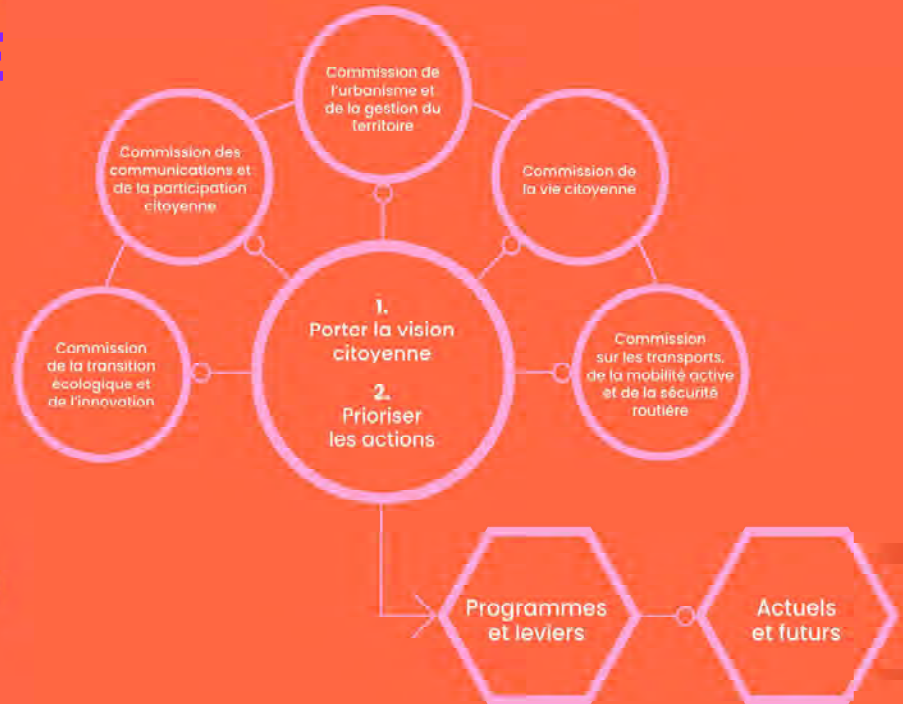 Commission de
l'urbanisme et
de la gestion du
territoire
Commission des
communications et
de la participation
citoyenne
Commission de
la vie citoyenne
Commission
de la transition
écologique et
de l'innovation
1.
Porter la vision
citoyenne
2.
Prioriser
les actions
Commission
sur les transports,
de la mobilité active
et de la sécurité
routière
Programmes
et leviers
Actuels
et futurs